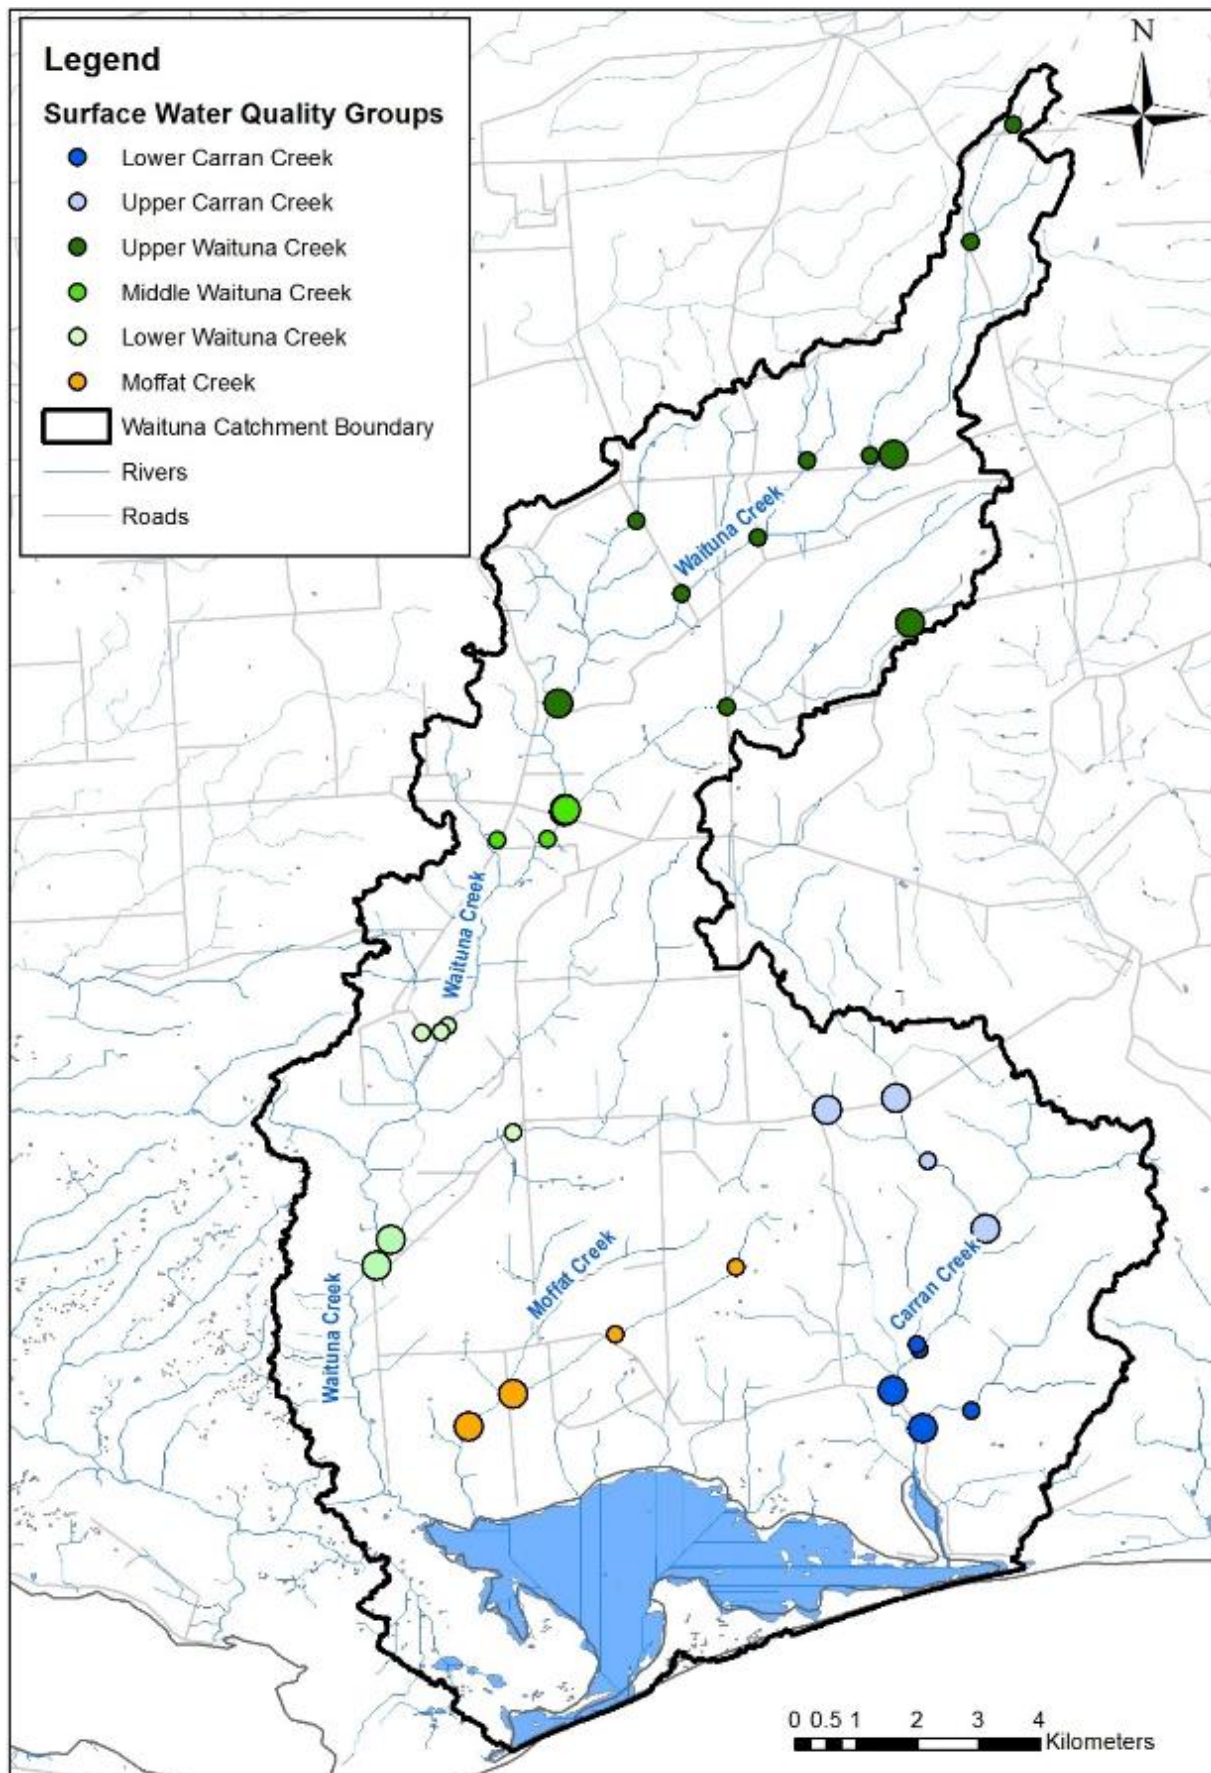 Legend
Surface Water Quality Groups
Lower Carran Creek
Upper Carran Creek
Upper Waituna Creek
Middle Waituna Creek
Lower Waituna Creek
Moffat Creek
Waituna Catchment Boundary
Rivers
Roads
N
Waituna Creek
Waituna Creek
Moffat Creek
Carran Creek
Waituna Creek
0 0.5 1 2 3 4
Kilometers